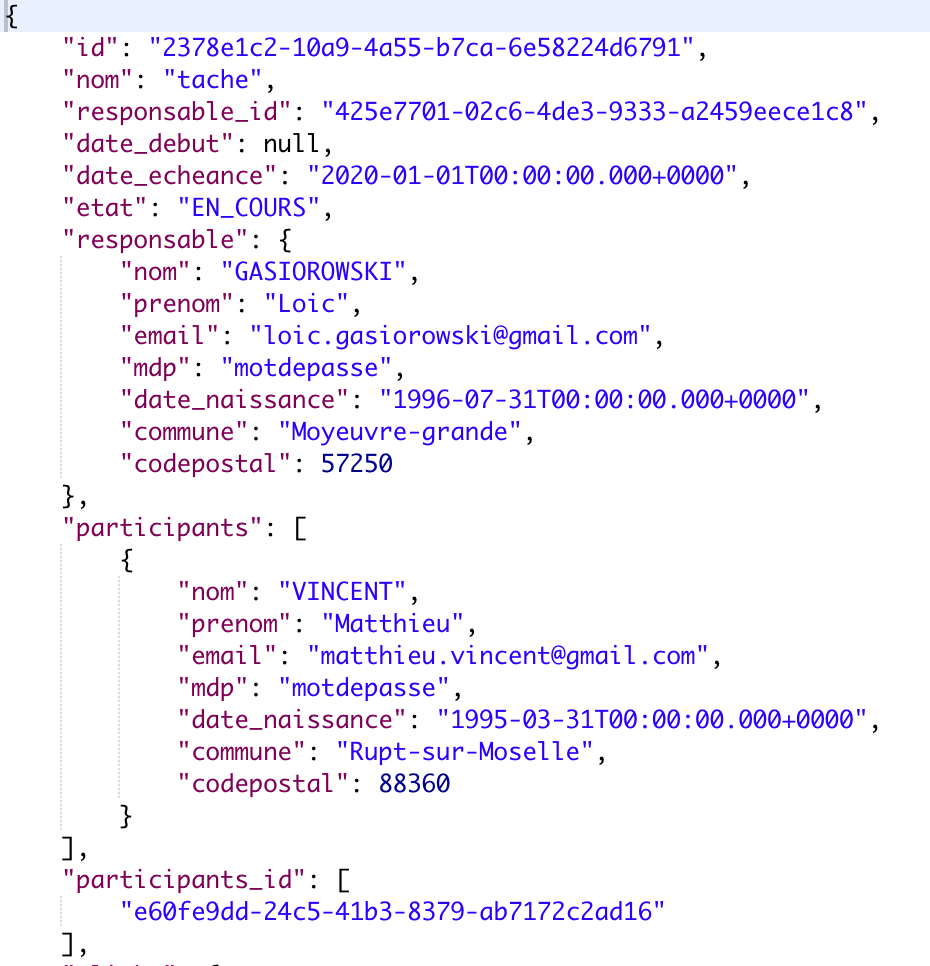 {
    "id": "2378e1c2-10a9-4a55-b7ca-6e58224d6791",
    "nom": "tache",
    "responsable_id": "425e7701-02c6-4de3-9333-a2459eece1c8",
    "date_debut": null,
    "date_echeance": "2020-01-01T00:00:00.000+0000",
    "etat": "EN_COURS",
    "responsable": {
        "nom": "GASIOROWSKI",
        "prenom": "Loic",
        "email": "loic.gasiorowski@gmail.com",
        "mdp": "motdepasse",
        "date_naissance": "1996-07-31T00:00:00.000+0000",
        "commune": "Moyeuvre-grande",
        "codepostal": 57250
    },
    "participants": [
        {
            "nom": "VINCENT",
            "prenom": "Matthieu",
            "email": "matthieu.vincent@gmail.com",
            "mdp": "motdepasse",
            "date_naissance": "1995-03-31T00:00:00.000+0000",
            "commune": "Rupt-sur-Moselle",
            "codepostal": 88360
        }
    ],
    "participants_id": [
        "e60fe9dd-24c5-41b3-8379-ab7172c2ad16"
    ],